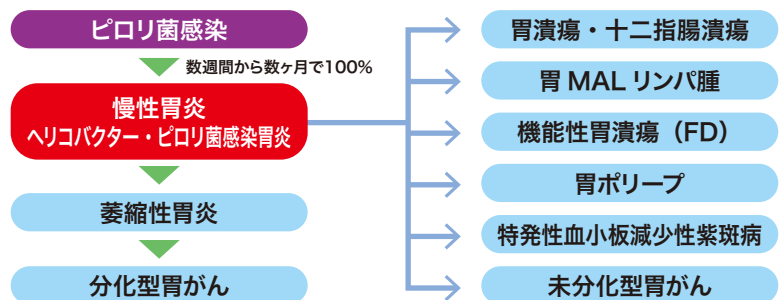 ピロリ菌感染
数週間から数ヶ月で100%
慢性胃炎
ヘリコバクター・ピロリ菌感染胃炎
萎縮性胃炎
分化型胃がん
胃潰瘍・十二指腸潰瘍
胃 MAL リンパ腫
機能性胃潰瘍（FD）
胃ポリープ
特発性血小板減少性紫斑病
未分化型胃がん